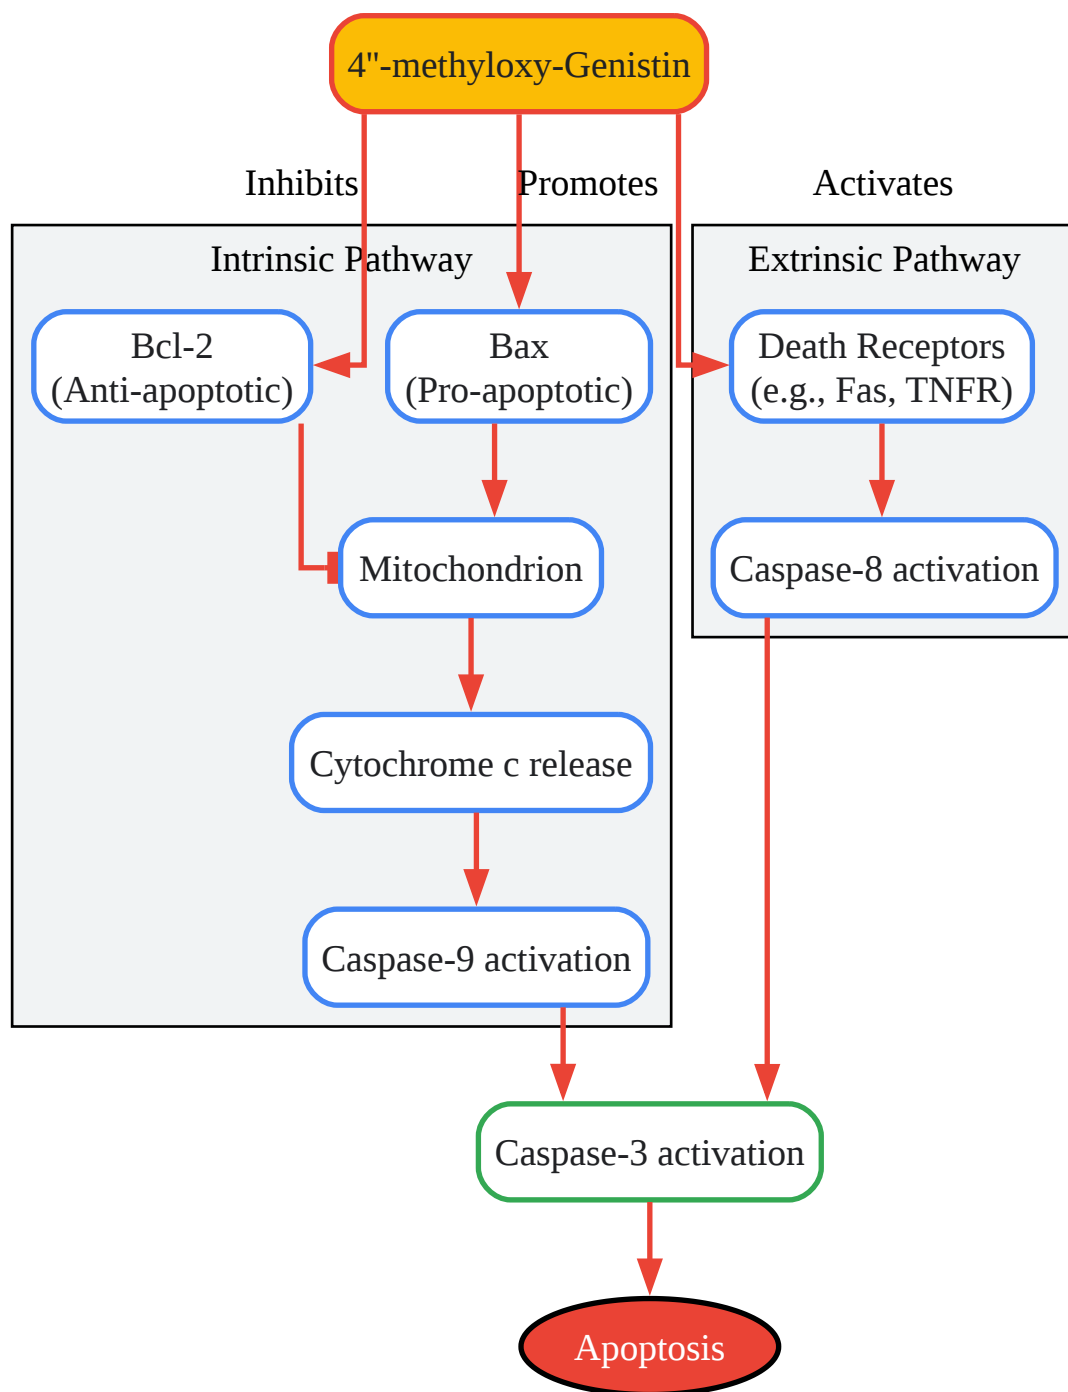 4"-methyloxy-Genistin
Inhibits
Promotes
Activates
Intrinsic Pathway
Extrinsic Pathway
Bcl-2
(Anti-apoptotic)
Bax
(Pro-apoptotic)
Death Receptors
(e.g., Fas, TNFR)
Mitochondrion
Caspase-8 activation
Cytochrome c release
Caspase-9 activation
Caspase-3 activation
Apoptosis